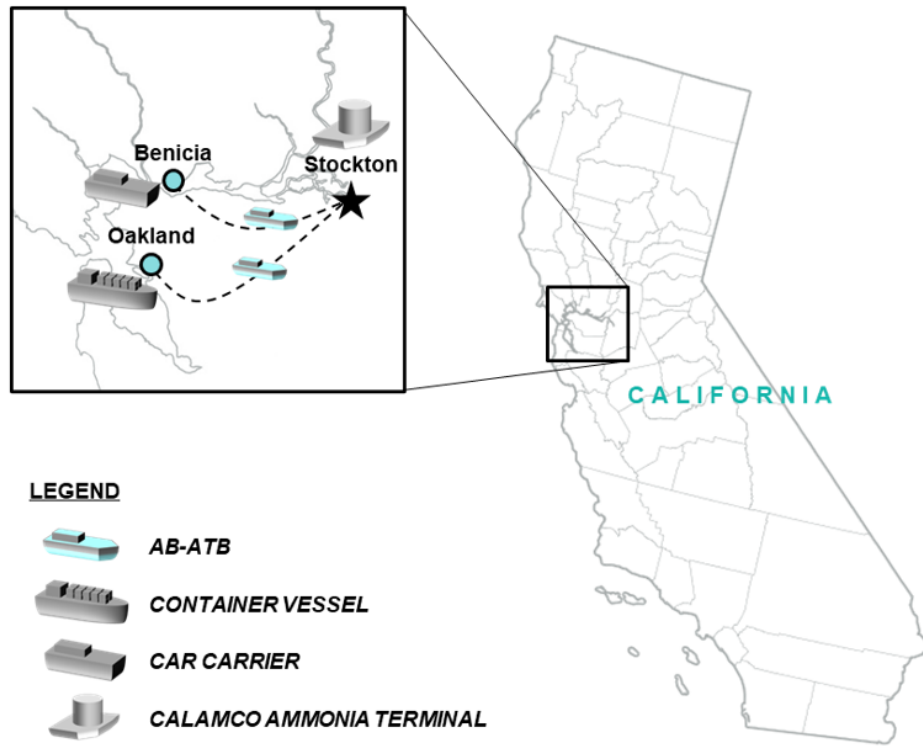 Benicia
Stockton
Oakland
CALIFORNIA
LEGEND
AB-ATB
CONTAINER VESSEL
CAR CARRIER
CALAMCO AMMONIA TERMINAL